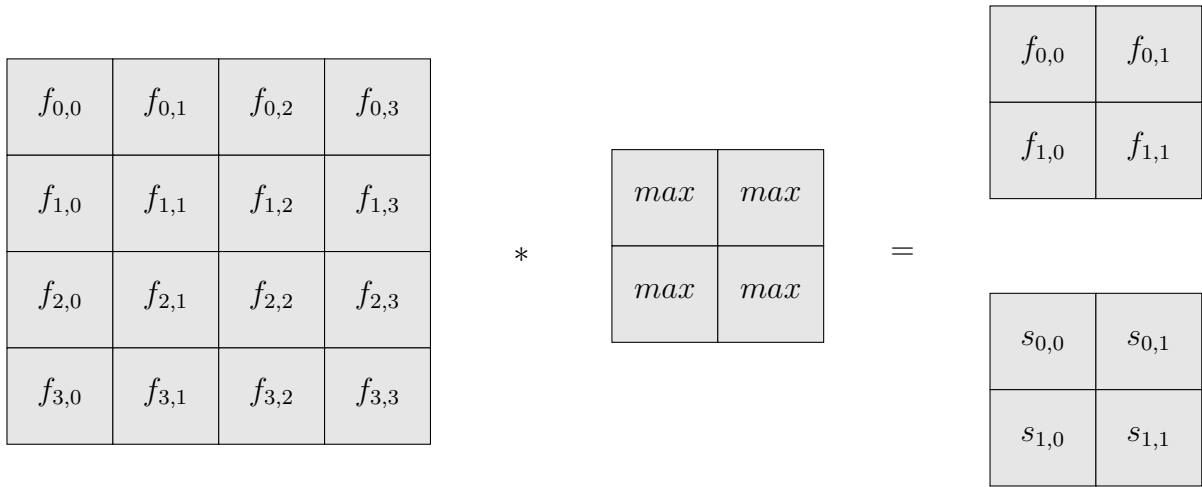 f0,0 f0,1 f0,2 f0,3
f1,0 f1,1 f1,2 f1,3
f2,0 f2,1 f2,2 f2,3
f3,0 f3,1 f3,2 f3,3
*
max max
max max
=
f0,0 f0,1
f1,0 f1,1
s0,0 s0,1
s1,0 s1,1